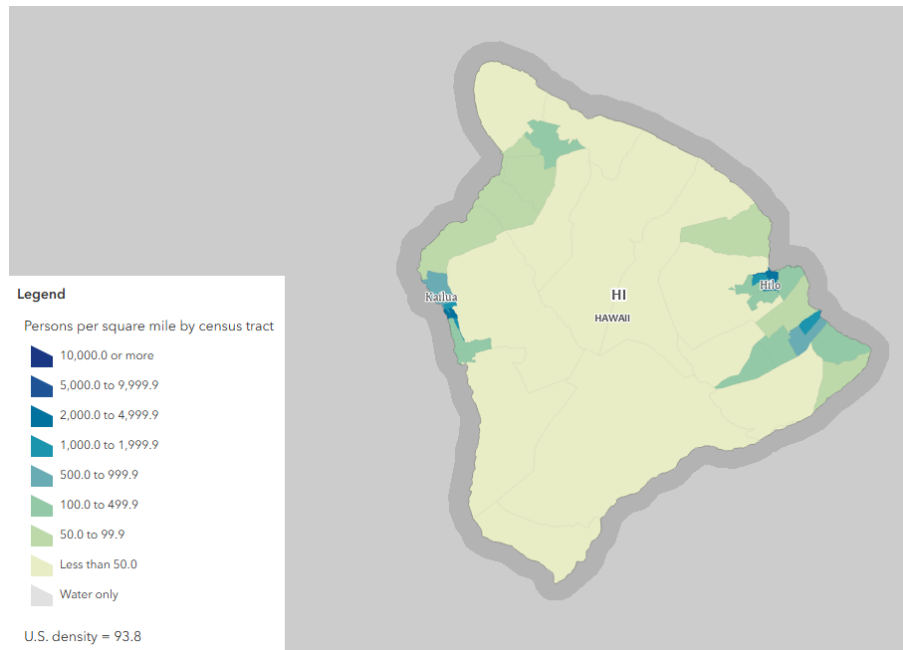 HI
HAWAII
Kailua
Hilo
Legend
Persons per square mile by census tract
10,000.0 or more
5,000.0 to 9,999.9
2,000.0 to 4,999.9
1,000.0 to 1,999.9
500.0 to 999.9
100.0 to 499.9
50.0 to 99.9
Less than 50.0
Water only
U.S. density = 93.8